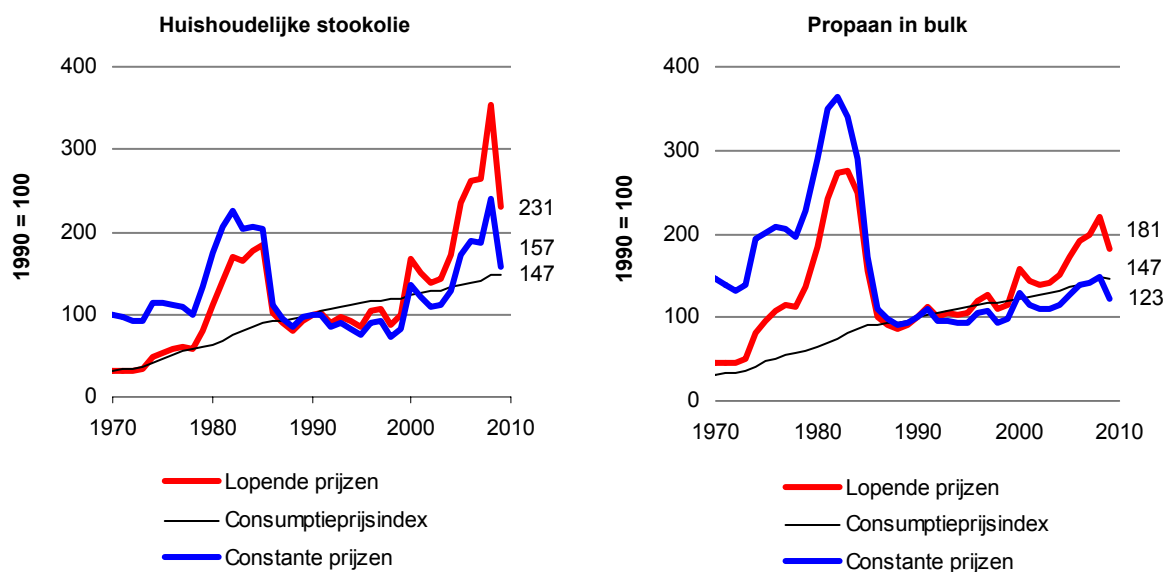 Huishoudelijke stookolie
400
300
200
100
0
1990 = 100
231
157
147
1970 1980 1990 2000 2010
Lopende prijzen
Consumptieprijsindex
Constante prijzen
Propaan in bulk
400
300
200
100
0
1990 = 100
181
147
123
1970 1980 1990 2000 2010
Lopende prijzen
Consumptieprijsindex
Constante prijzen